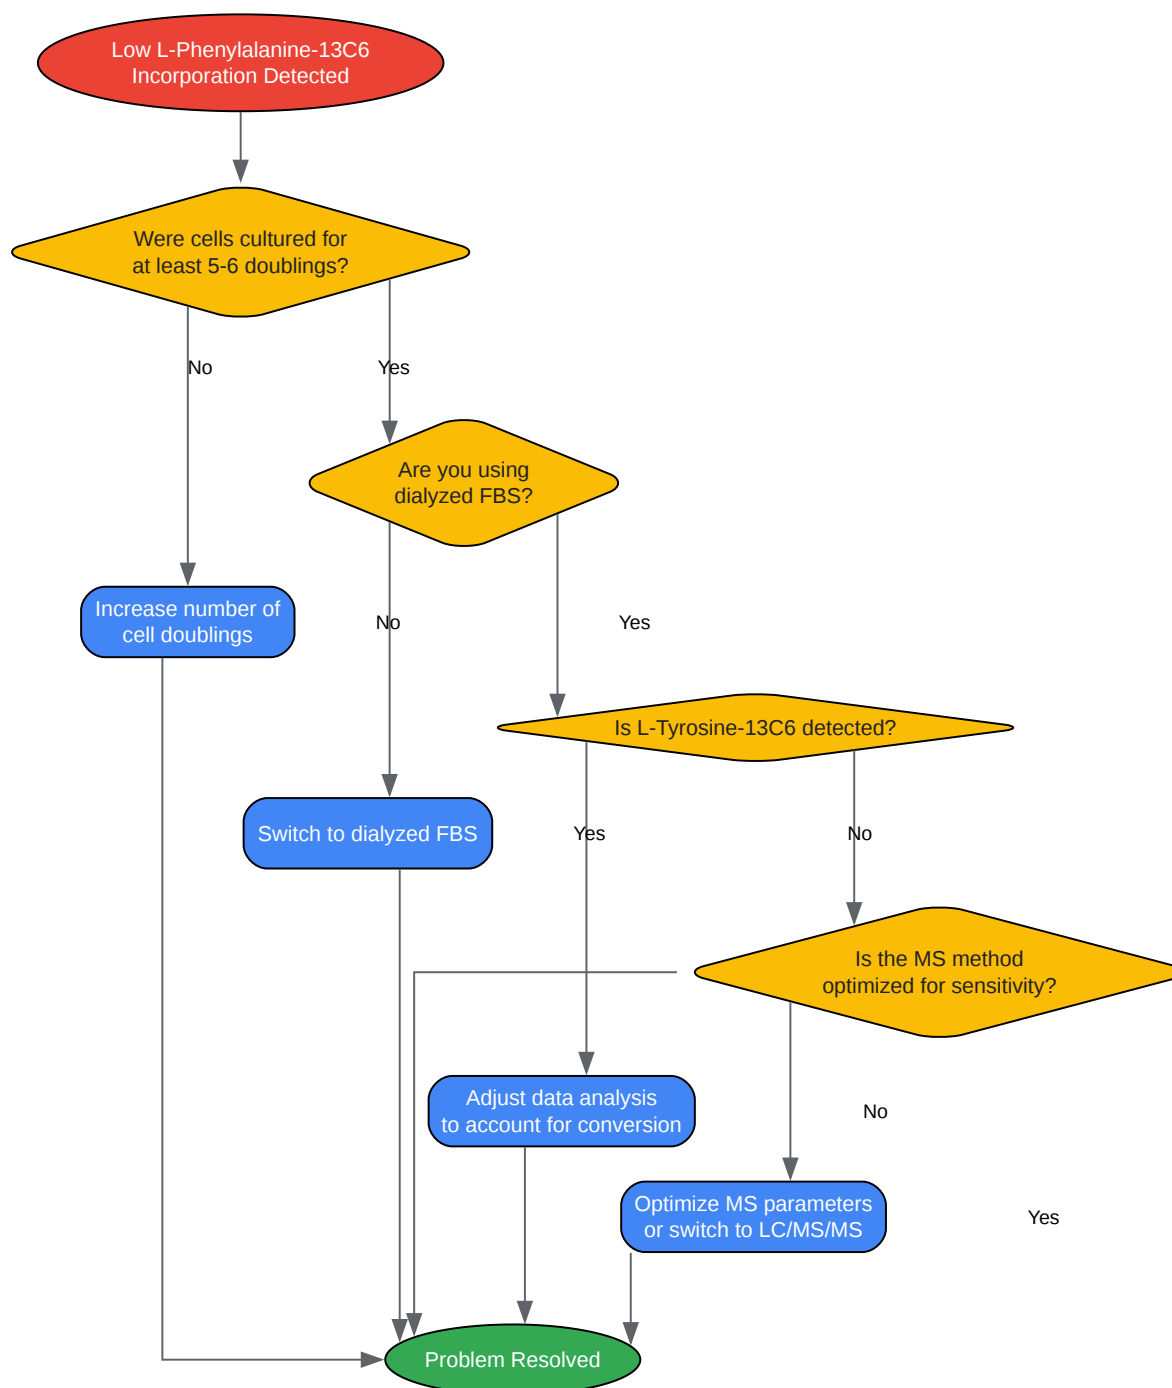 Low L-Phenylalanine-13C6
Incorporation Detected
Were cells cultured for
at least 5-6 doublings?
No
Yes
Are you using
dialyzed FBS?
Increase number of
cell doublings
No
Yes
Is L-Tyrosine-13C6 detected?
Switch to dialyzed FBS
Yes
No
Is the MS method
optimized for sensitivity?
Adjust data analysis
to account for conversion
No
Optimize MS parameters
or switch to LC/MS/MS
Yes
Problem Resolved